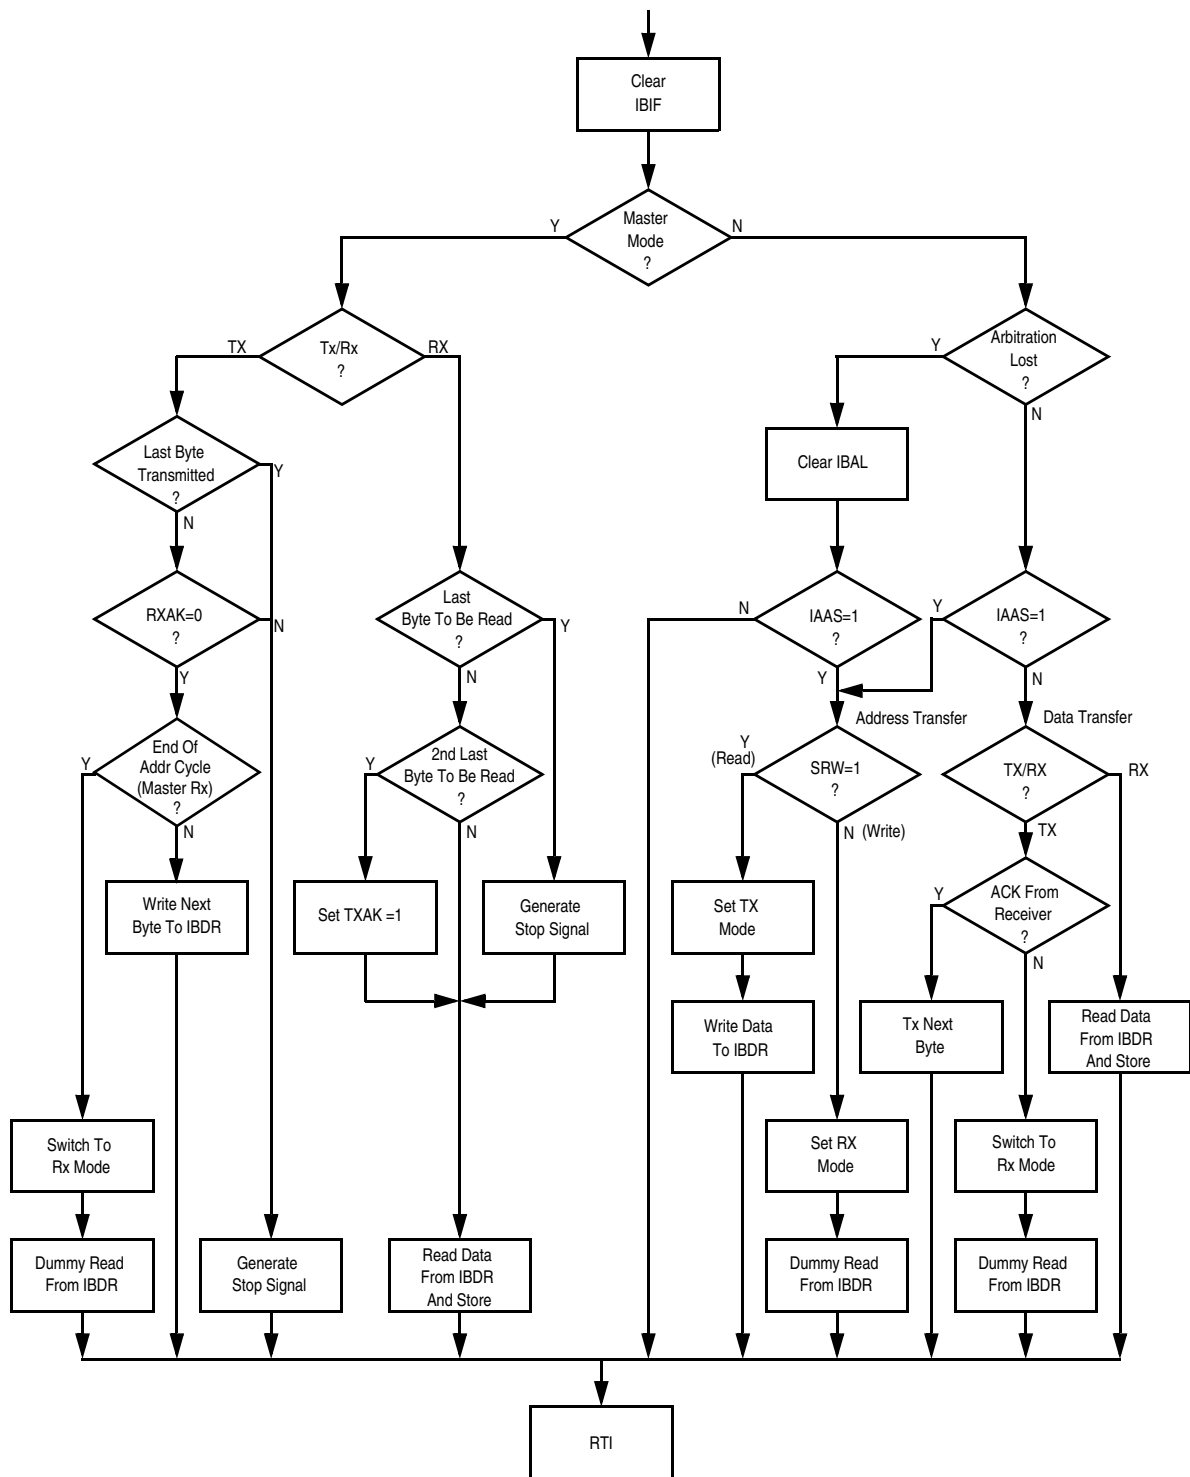 Clear
IBIF
Master
Mode
?
Y
N
Tx/Rx
?
TX
RX
Arbitration
Lost
?
Y
N
Last Byte
Transmitted
?
Y
N
Clear IBAL
RXAK=0
?
N
Y
Last
Byte To Be Read
?
Y
N
IAAS=1
?
N
Y
IAAS=1
?
Y
N
Address Transfer
Data Transfer
End Of
Addr Cycle
(Master Rx)
?
Y
N
2nd Last
Byte To Be Read
?
Y
N
Y
(Read)
SRW=1
?
N (Write)
TX/RX
?
RX
TX
Write Next
Byte To IBDR
Set TXAK =1
Generate
Stop Signal
Set TX
Mode
Y
ACK From
Receiver
?
N
Write Data
To IBDR
Tx Next
Byte
Read Data
From IBDR
And Store
Switch To
Rx Mode
Set RX
Mode
Switch To
Rx Mode
Dummy Read
From IBDR
Generate
Stop Signal
Read Data
From IBDR
And Store
Dummy Read
From IBDR
Dummy Read
From IBDR
RTI